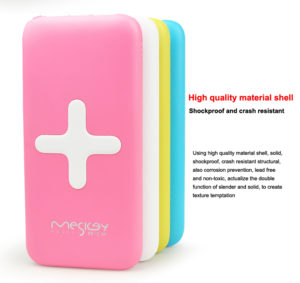 High quality material shell
Shockproof and crash resistant
Using high quality material shell, solid,
shockproof, crash resistant structural,
also corrosion prevention, lead free
and non-toxic, actualize the double
function of slender and solid, to create
texture temptation